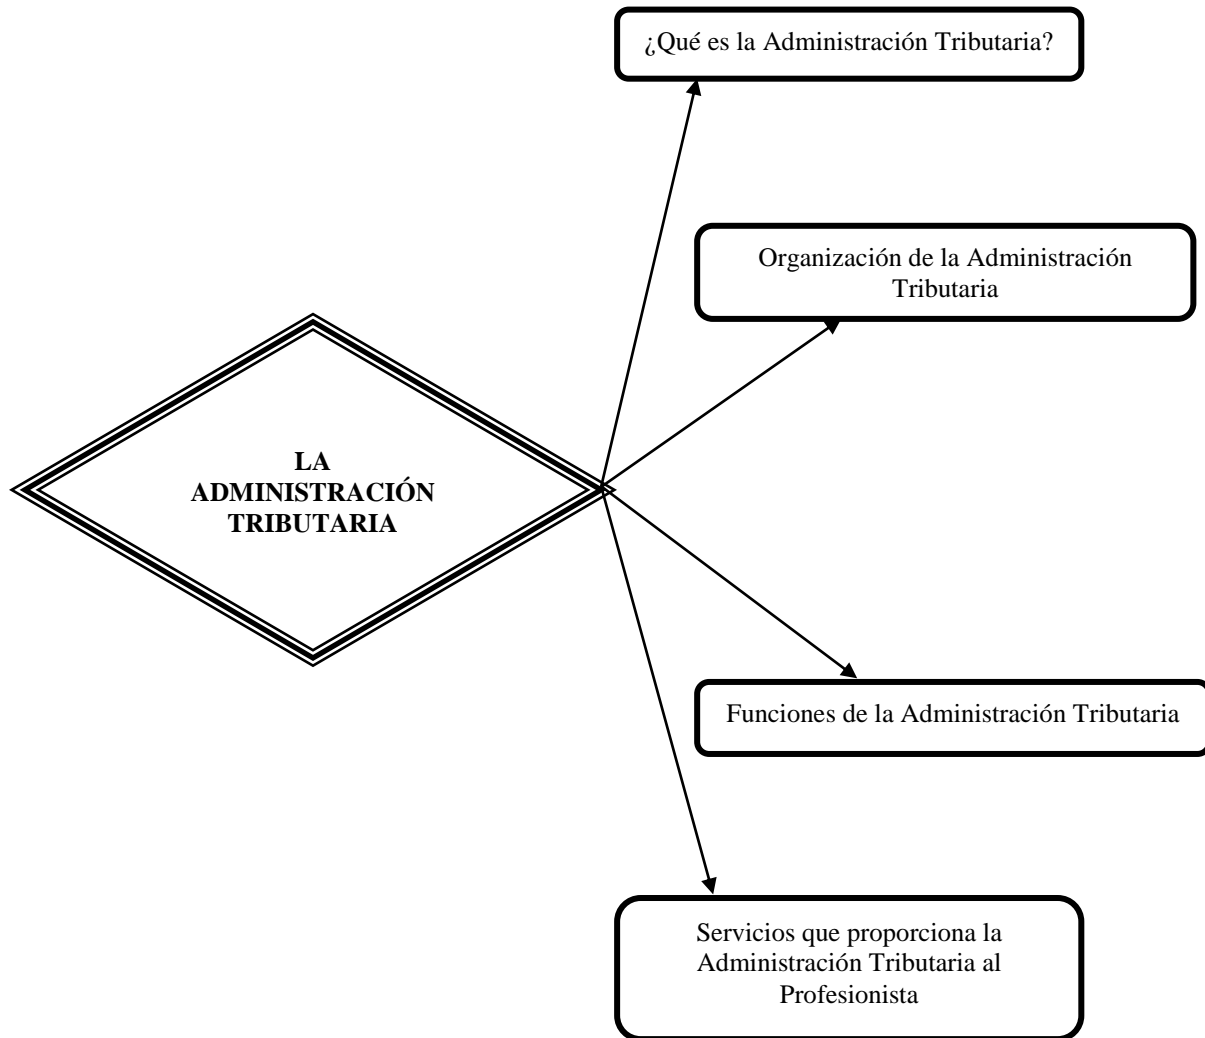 ¿Qué es la Administración Tributaria?
Organización de la Administración
Tributaria
LA
ADMINISTRACIÓN
TRIBUTARIA
Funciones de la Administración Tributaria
Servicios que proporciona la
Administración Tributaria al
Profesionista